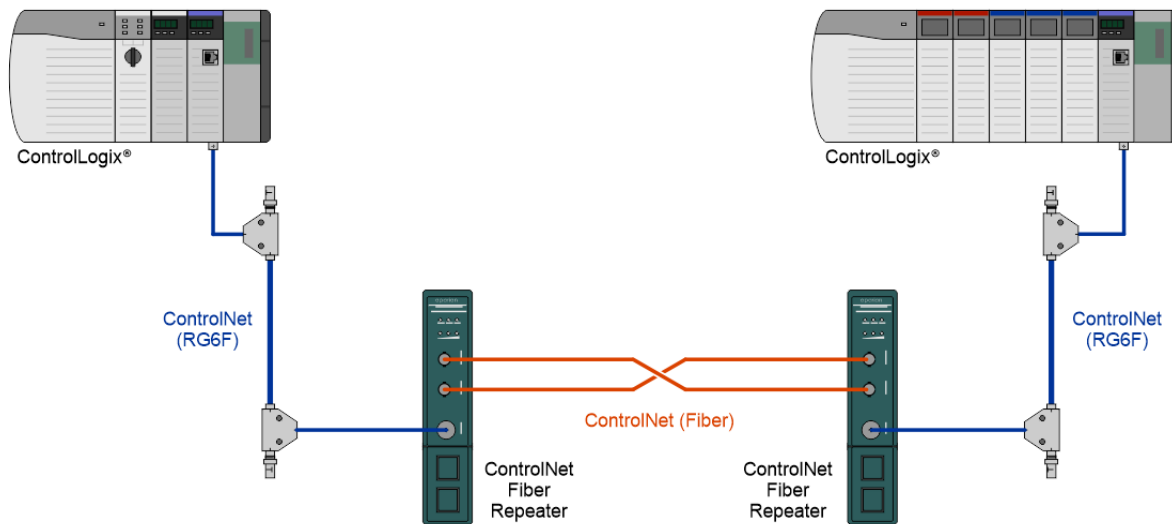 ControlLogix®
ControlLogix®
ControlNet
(RG6F)
ControlNet
(RG6F)
ControlNet (Fiber)
ControlNet
Fiber
Repeater
ControlNet
Fiber
Repeater